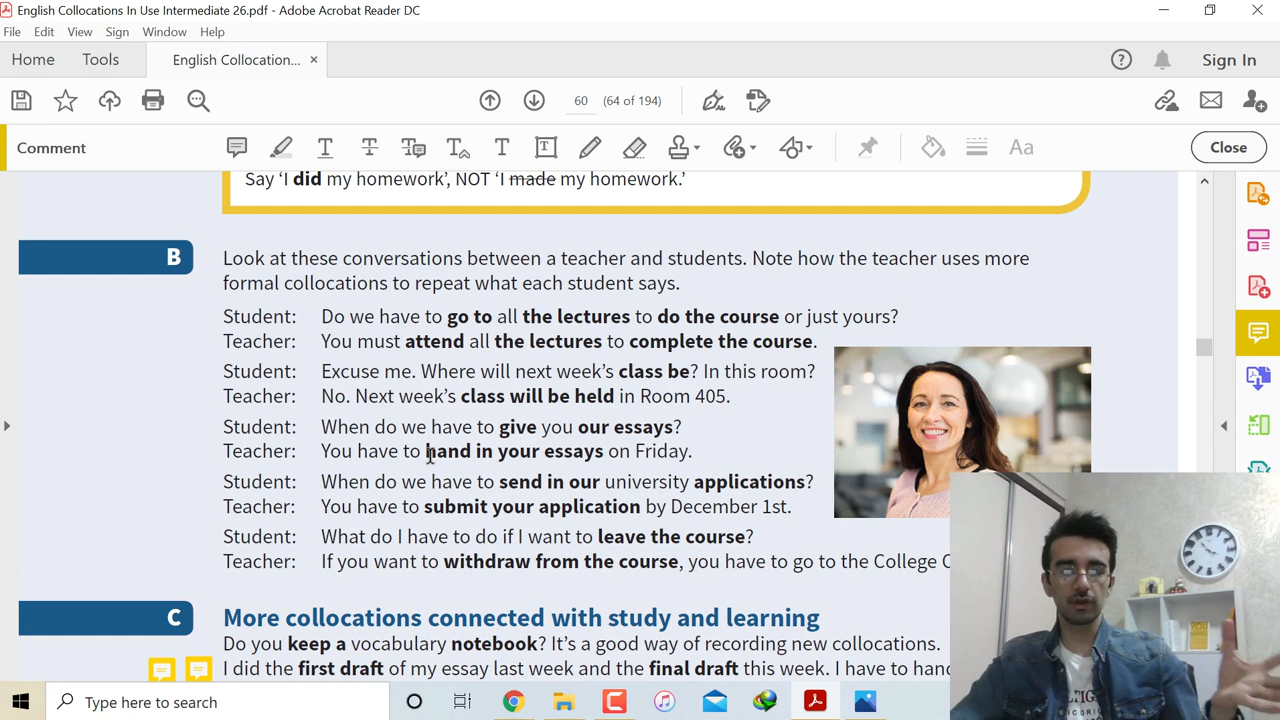 English Collocations In Use Intermediate 26.pdf - Adobe Acrobat Reader DC
File Edit View Sign Window Help
Home Tools English Collocation... × Sign In
60 (64 of 194)
Comment Aa Close
Say ‘I did my homework’, NOT ‘I made my homework.’
B
Look at these conversations between a teacher and students. Note how the teacher uses more
formal collocations to repeat what each student says.
Student: Do we have to go to all the lectures to do the course or just yours?
Teacher: You must attend all the lectures to complete the course.
Student: Excuse me. Where will next week’s class be? In this room?
Teacher: No. Next week’s class will be held in Room 405.
Student: When do we have to give you our essays?
Teacher: You have to hand in your essays on Friday.
Student: When do we have to send in our university applications?
Teacher: You have to submit your application by December 1st.
Student: What do I have to do if I want to leave the course?
Teacher: If you want to withdraw from the course, you have to go to the College
C
More collocations connected with study and learning
Do you keep a vocabulary notebook? It’s a good way of recording new collocations.
I did the first draft of my essay last week and the final draft this week. I have to
Type here to search